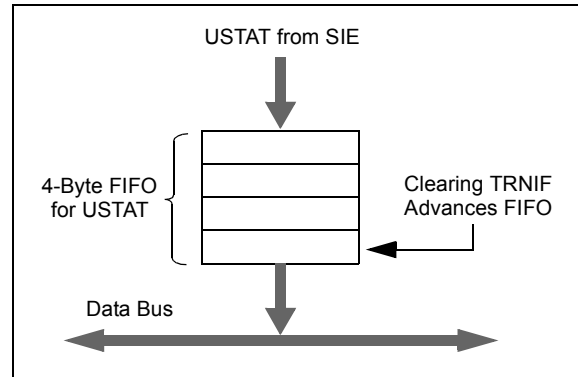 USTAT from SIE
4-Byte FIFO
for USTAT
Clearing TRNIF
Advances FIFO
Data Bus